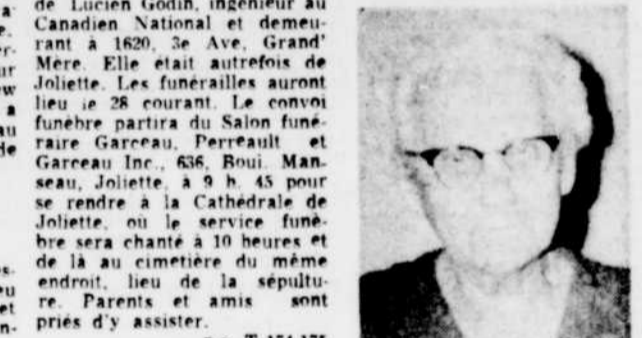 de Lucien Godin, ingénieur au
Canadien National et demeu-
rant à 1620, 3e Ave, Grand'
Mère. Elle était autrefois de
Joliette. Les funérailles auront
lieu le 28 courant. Le convoi
funèbre partira du Salon funé-
raire Garceau, Perreault et
Garceau Inc., 636, Boul. Man-
seau, Joliette, à 9 h. 45 pour
se rendre à la Cathédrale de
Joliette, où le service funè-
bre sera chanté à 10 heures et
de là au cimetière du même
endroit, lieu de la sépultu-
re. Parents et amis sont
priés d'y assister.